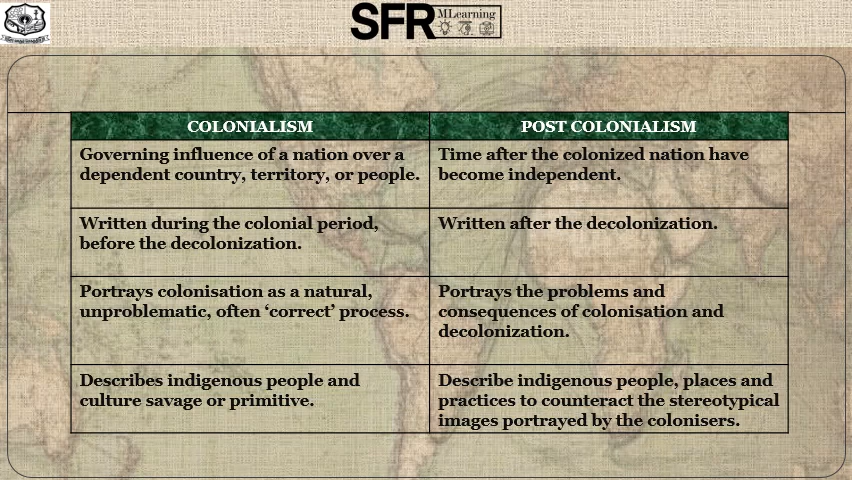 SFR MLearning
COLONIALISM
POST COLONIALISM
Governing influence of a nation over a
dependent country, territory, or people.
Time after the colonized nation have
become independent.
Written during the colonial period,
before the decolonization.
Written after the decolonization.
Portrays colonisation as a natural,
unproblematic, often ‘correct’ process.
Portrays the problems and
consequences of colonisation and
decolonization.
Describes indigenous people and
culture savage or primitive.
Describe indigenous people, places and
practices to counteract the stereotypical
images portrayed by the colonisers.